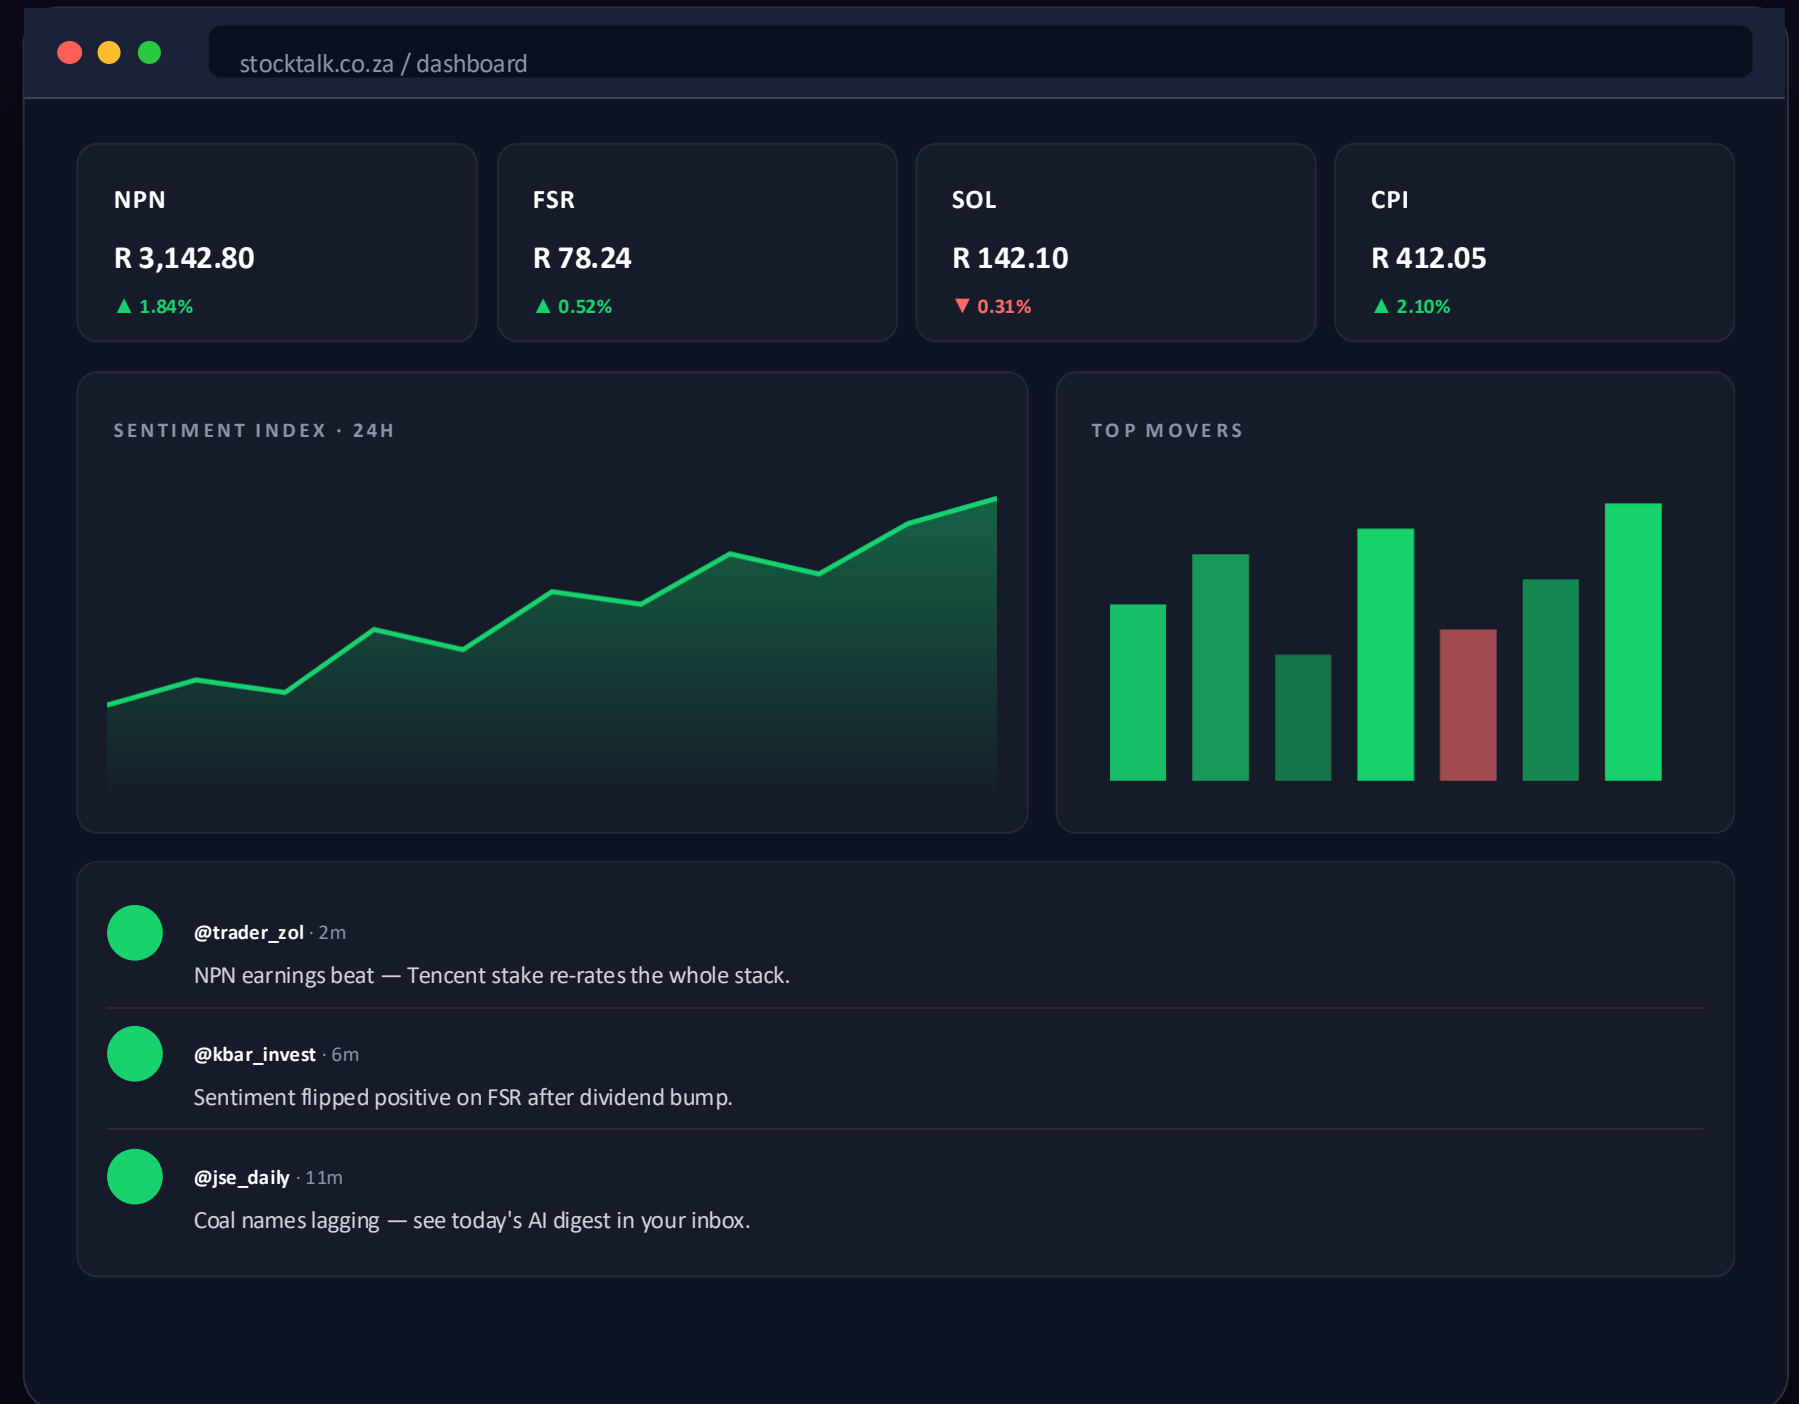 stocktalk.co.za / dashboard
NPN
R 3,142.80
▲ 1.84%
FSR
R 78.24
▲ 0.52%
SOL
R 142.10
▼ 0.31%
CPI
R 412.05
▲ 2.10%
SENTIMENT INDEX · 24H
TOP MOVERS
@trader_zol · 2m
NPN earnings beat — Tencent stake re-rates the whole stack.
@kbar_invest · 6m
Sentiment flipped positive on FSR after dividend bump.
@jse_daily · 11m
Coal names lagging — see today's AI digest in your inbox.